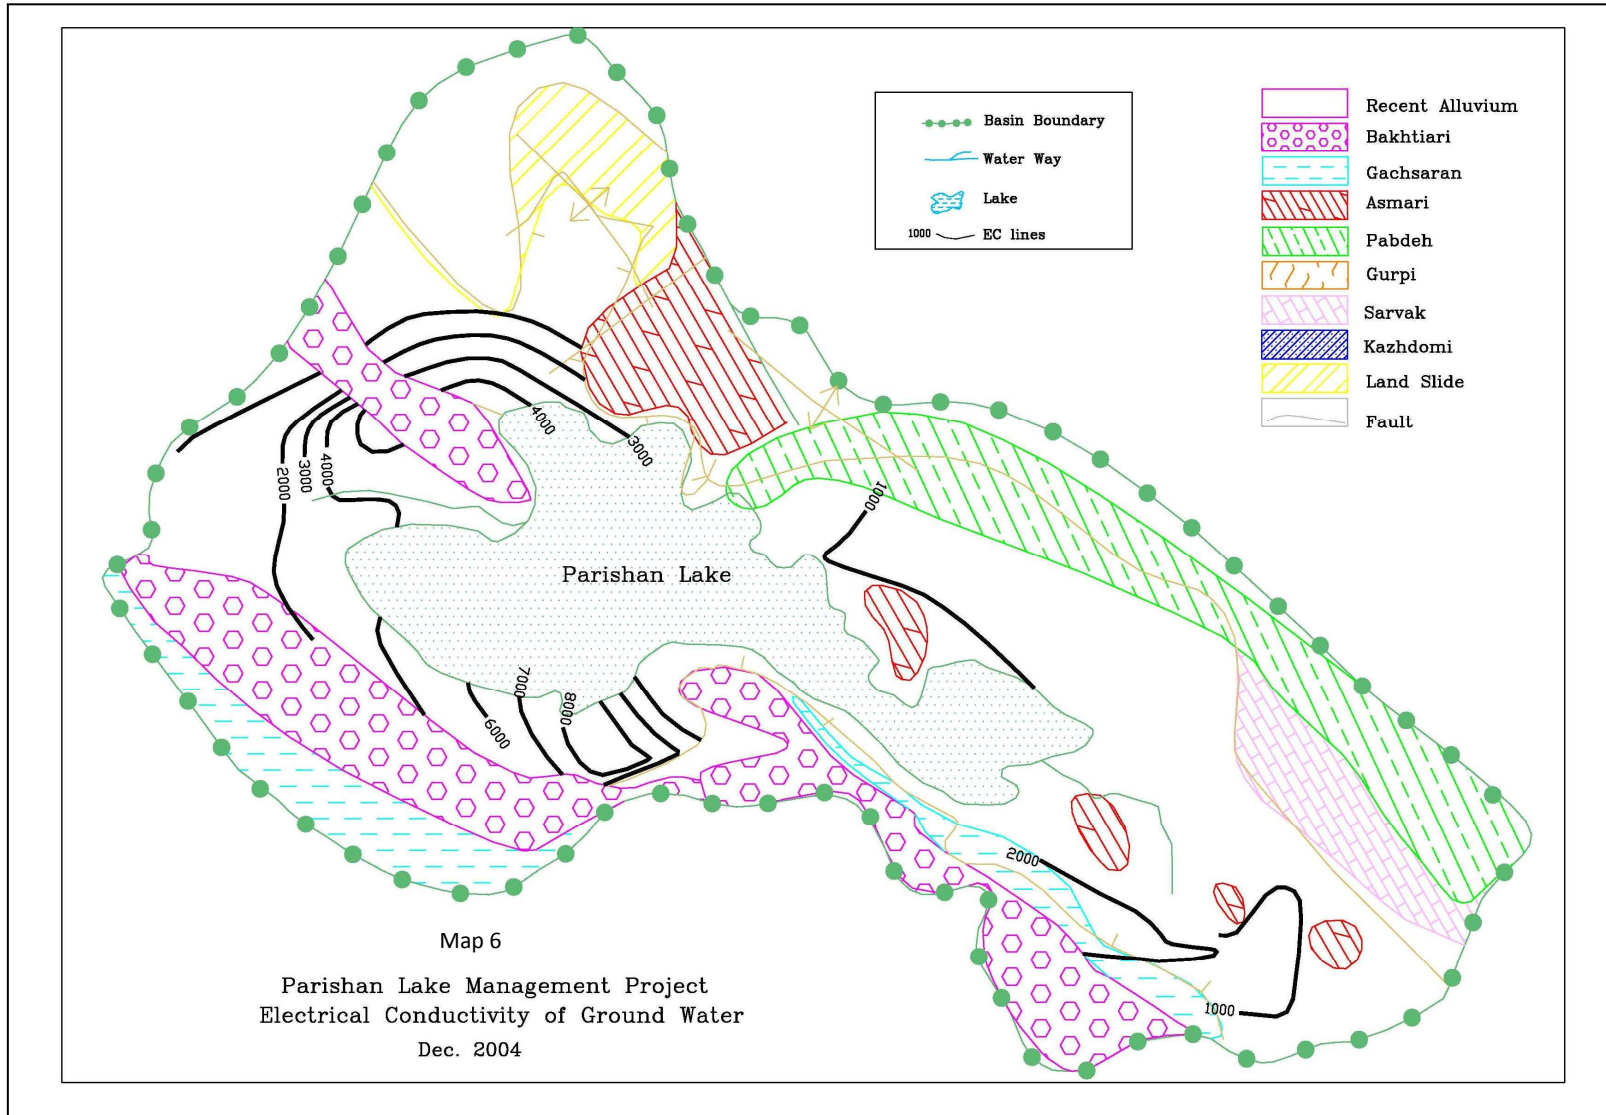 Basin Boundary
Water Way
Lake
1000 EC lines
Recent Alluvium
Bakhtiari
Gachsaran
Asmari
Pabdeh
Gurpi
Sarvak
Kazhdomi
Land Slide
Fault
4000
3000
2000
3000
4000
1000
Parishan Lake
6000
7000
8000
2000
1000
Map 6
Parishan Lake Management Project
Electrical Conductivity of Ground Water
Dec. 2004